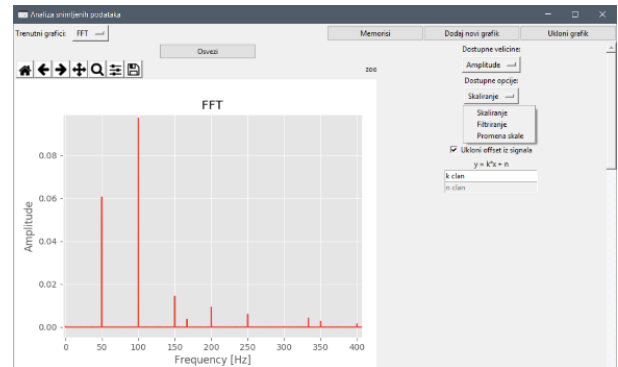 Analiza snimljenih podataka
Trenutni grafici: FFT
Memorisi
Dodaj novi grafik
Ukloni grafik
Osvezi
zoo
Dostupne velicine:
Amplitude
Dostupne opcije:
Skaliranje
Skaliranje
Filtriranje
Promena skale
Ukloni offset iz signala
y = k*x + n
k clan
n clan
FFT
Amplitude
0.08
0.06
0.04
0.02
0.00
0 50 100 150 200 250 300 350 400
Frequency [Hz]